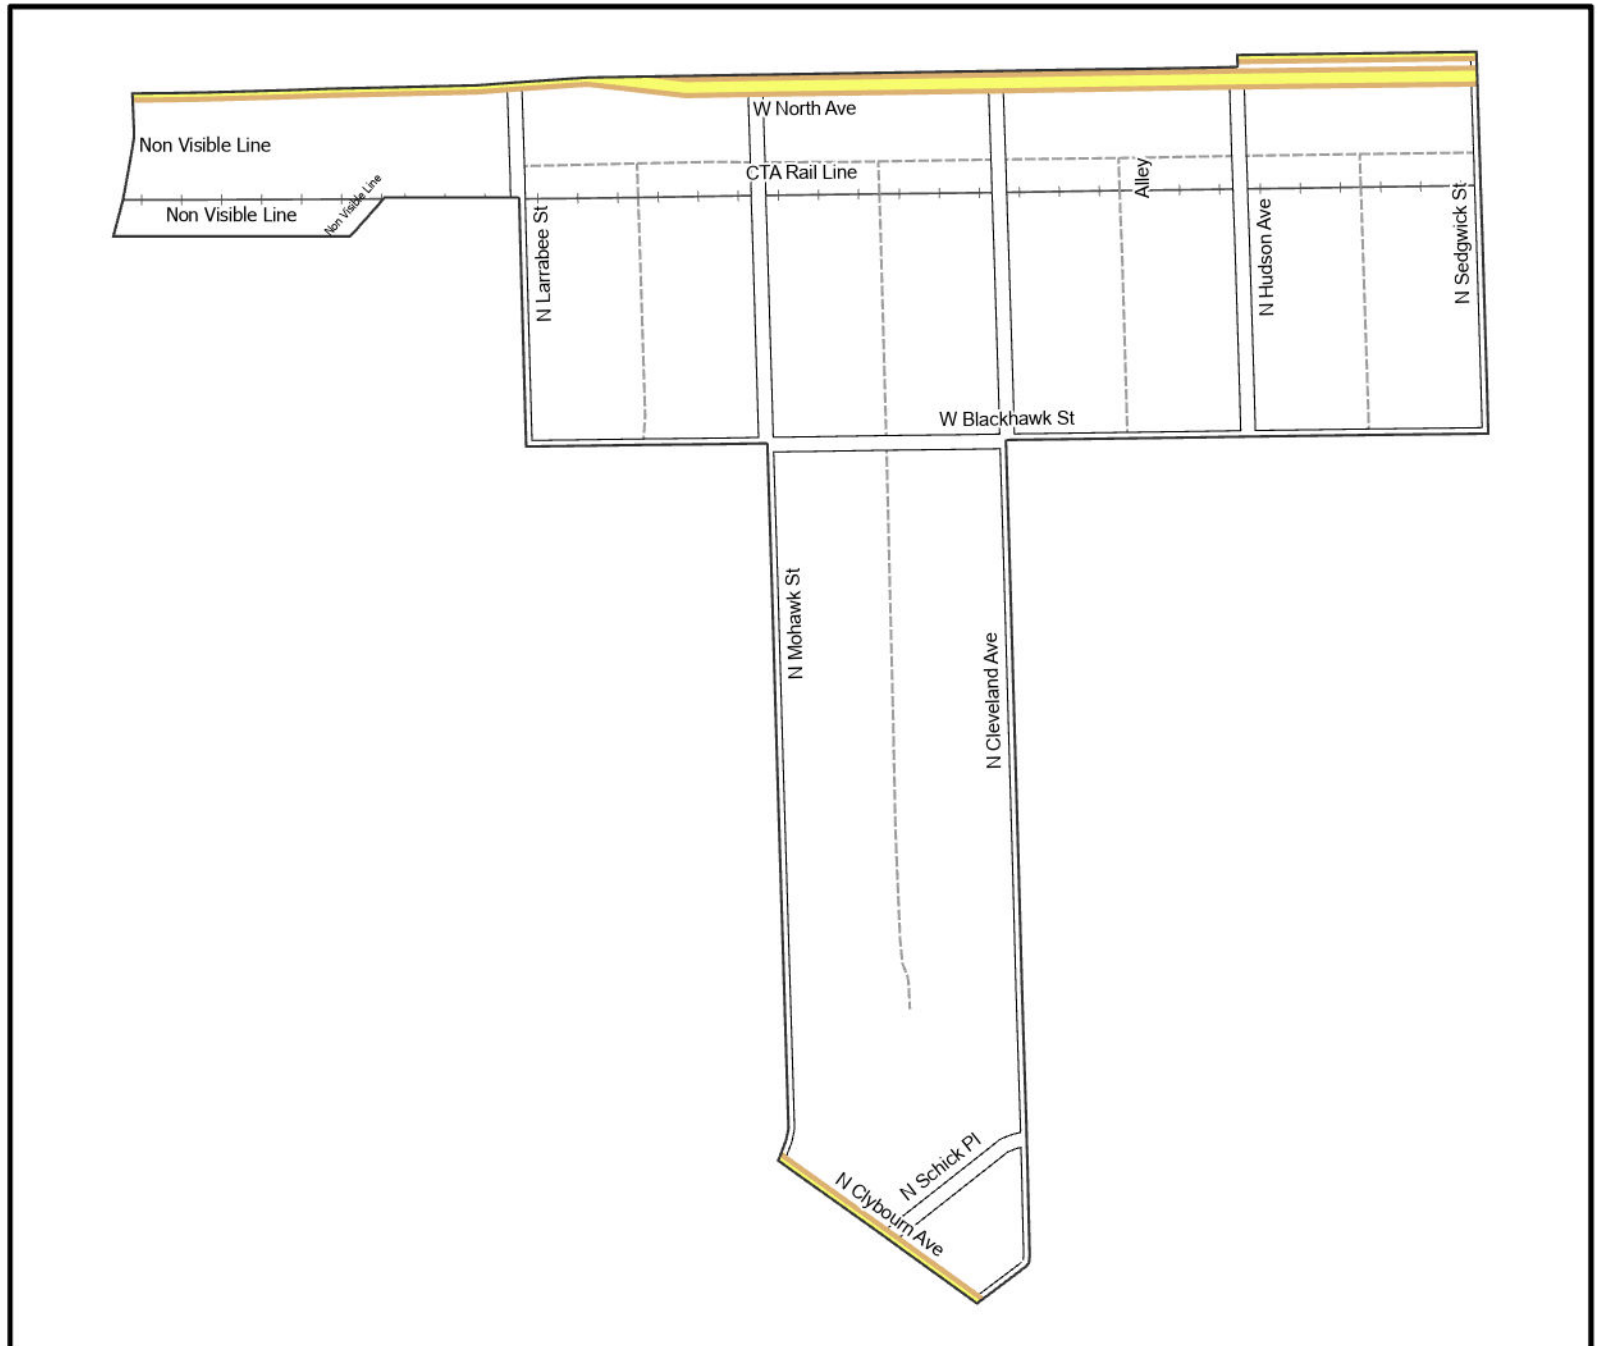 W North Ave
Non Visible Line
CTA Rail Line
Alley
Non Visible Line
Non Visible Line
N Larrabee St
N Hudson Ave
N Sedgwick St
W Blackhawk St
N Mohawk St
N Cleveland Ave
N Schick Pl
N Clybourn Ave